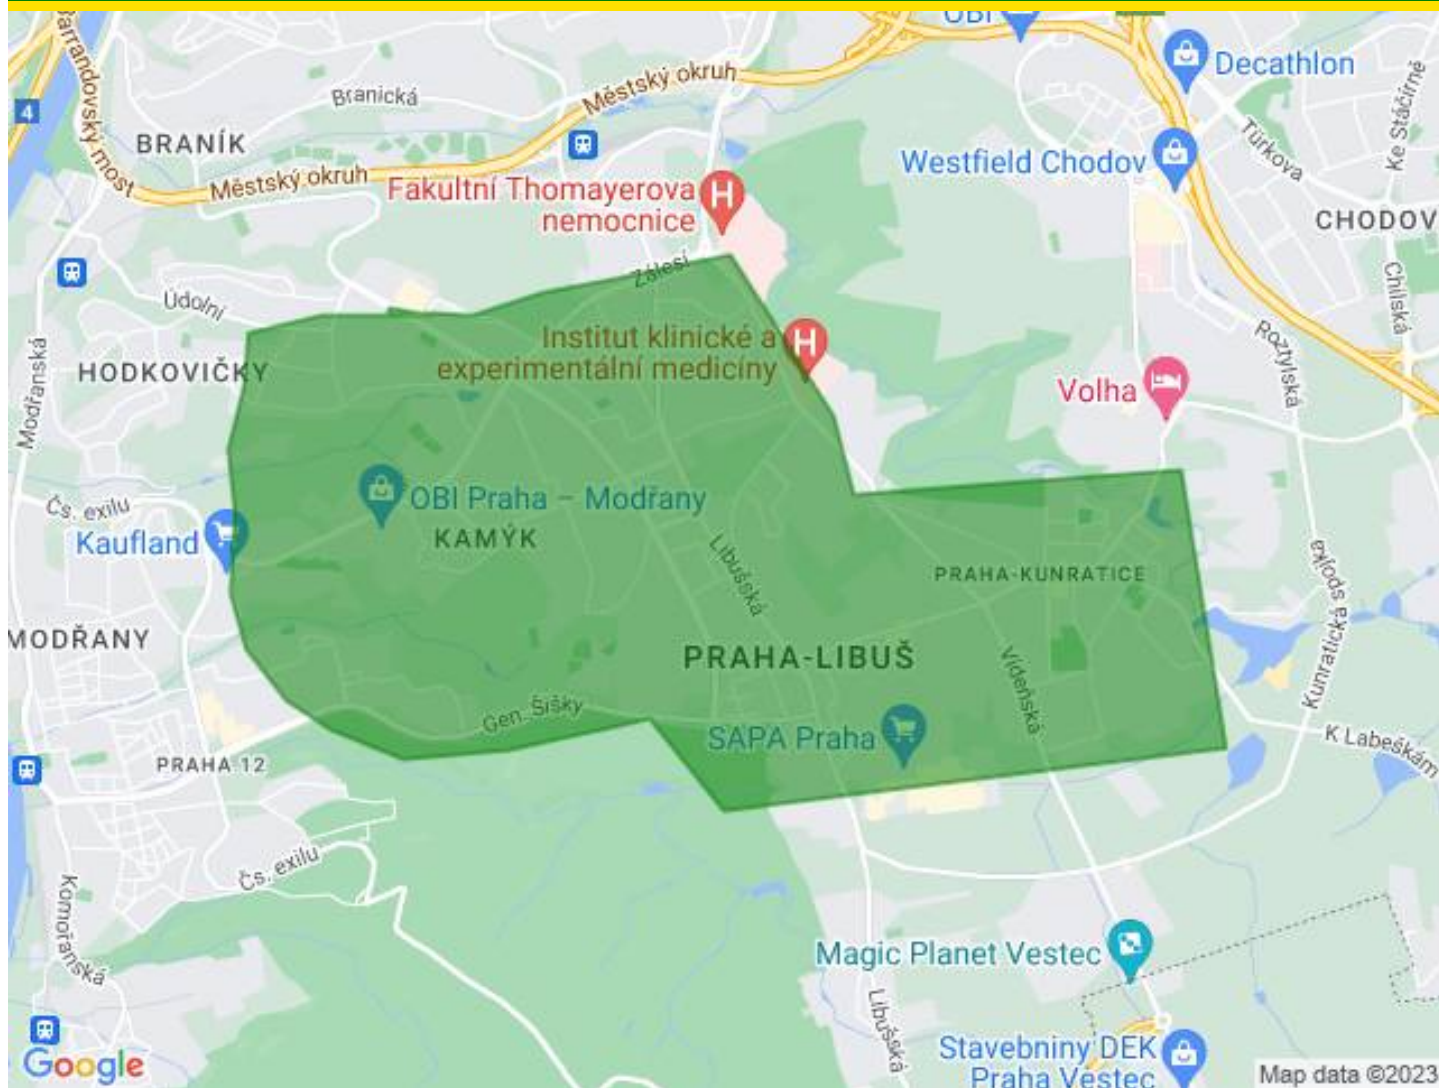 OBI
Decathlon
Barrandovský most
4
Branická
Městský okruh
BRANÍK
Městský okruh
Westfield Chodov
Türkova
Ke Stáčírně
Fakultní Thomayerova
nemocnice
CHODOV
Zálesí
Údolní
Chilská
Modřanská
HODKOVIČKY
Institut klinické a
experimentální medicíny
Roztylská
Volha
Čs. exilu
OBI Praha – Modřany
Kaufland
KAMÝK
Libušská
PRAHA-KUNRATICE
Kunratická spojka
MODŘANY
PRAHA-LIBUŠ
Vídeňská
Gen. Šišky
SAPA Praha
K Labeškám
PRAHA 12
Čs. exilu
Komořanská
Magic Planet Vestec
Libušská
Stavebniny DEK
Praha Vestec
Google
Map data ©2023